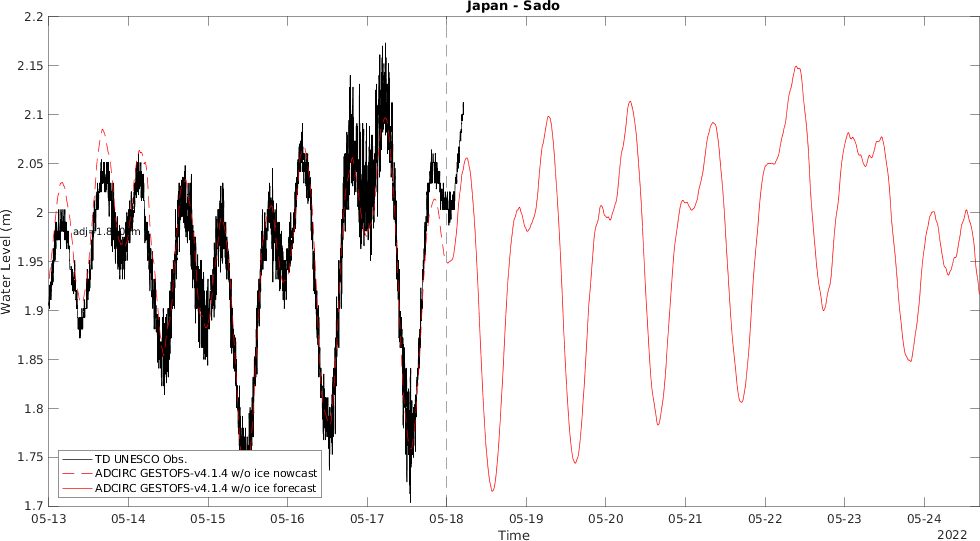 Japan - Sado
2.2
2.15
2.1
2.05
2
1.95
1.9
1.85
1.8
1.75
1.7
Water Level (m)
TD UNESCO Obs.
ADCIRC GESTOFS-v4.1.4 w/o ice nowcast
ADCIRC GESTOFS-v4.1.4 w/o ice forecast
05-13 05-14 05-15 05-16 05-17 05-18 05-19 05-20 05-21 05-22 05-23 05-24
Time
2022